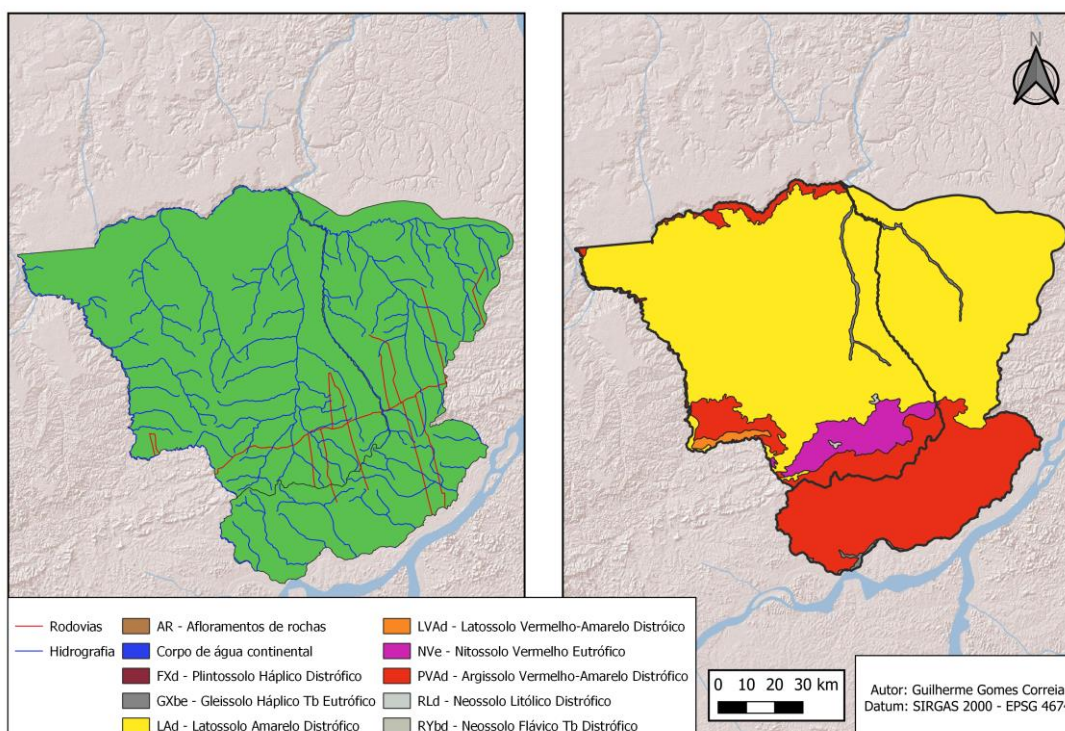 N
Rodovias
Hidrografia
AR - Afloramentos de rochas
Corpo de água continental
FXd - Plintossolo Háplico Distrófico
GXbe - Gleissolo Háplico Tb Eutrófico
LAd - Latossolo Amarelo Distrófico
LVAd - Latossolo Vermelho-Amarelo Distróico
NVe - Nitossolo Vermelho Eutrófico
PVAd - Argissolo Vermelho-Amarelo Distrófico
RLd - Neossolo Litólico Distrófico
RYbd - Neossolo Flávico Tb Distrófico
0 10 20 30 km
Autor: Guilherme Gomes Correia
Datum: SIRGAS 2000 - EPSG 4674